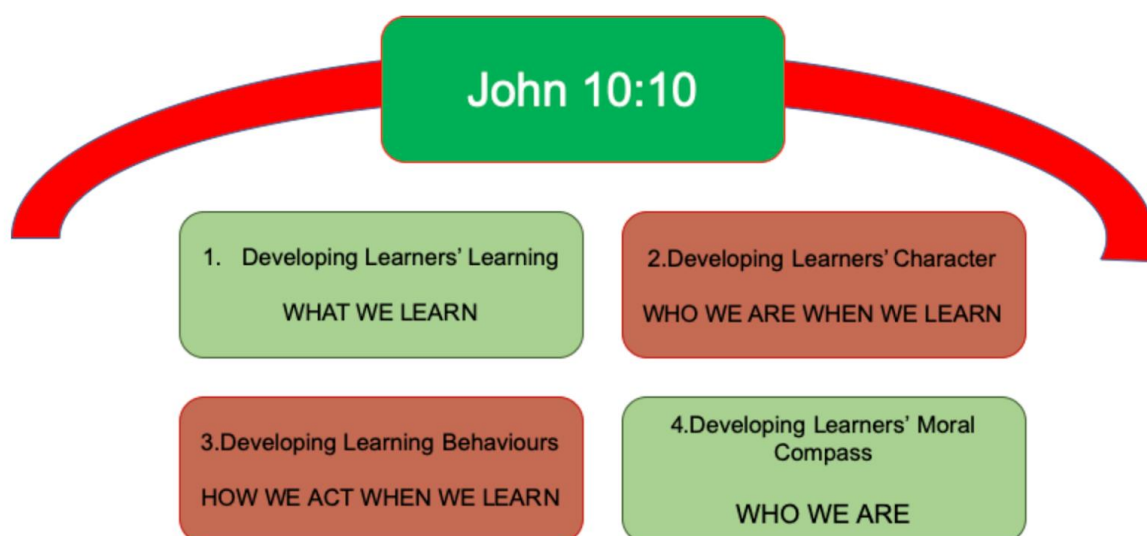 John 10:10
1. Developing Learners' Learning
WHAT WE LEARN
2.Developing Learners' Character
WHO WE ARE WHEN WE LEARN
3.Developing Learning Behaviours
HOW WE ACT WHEN WE LEARN
4.Developing Learners' Moral
Compass
WHO WE ARE